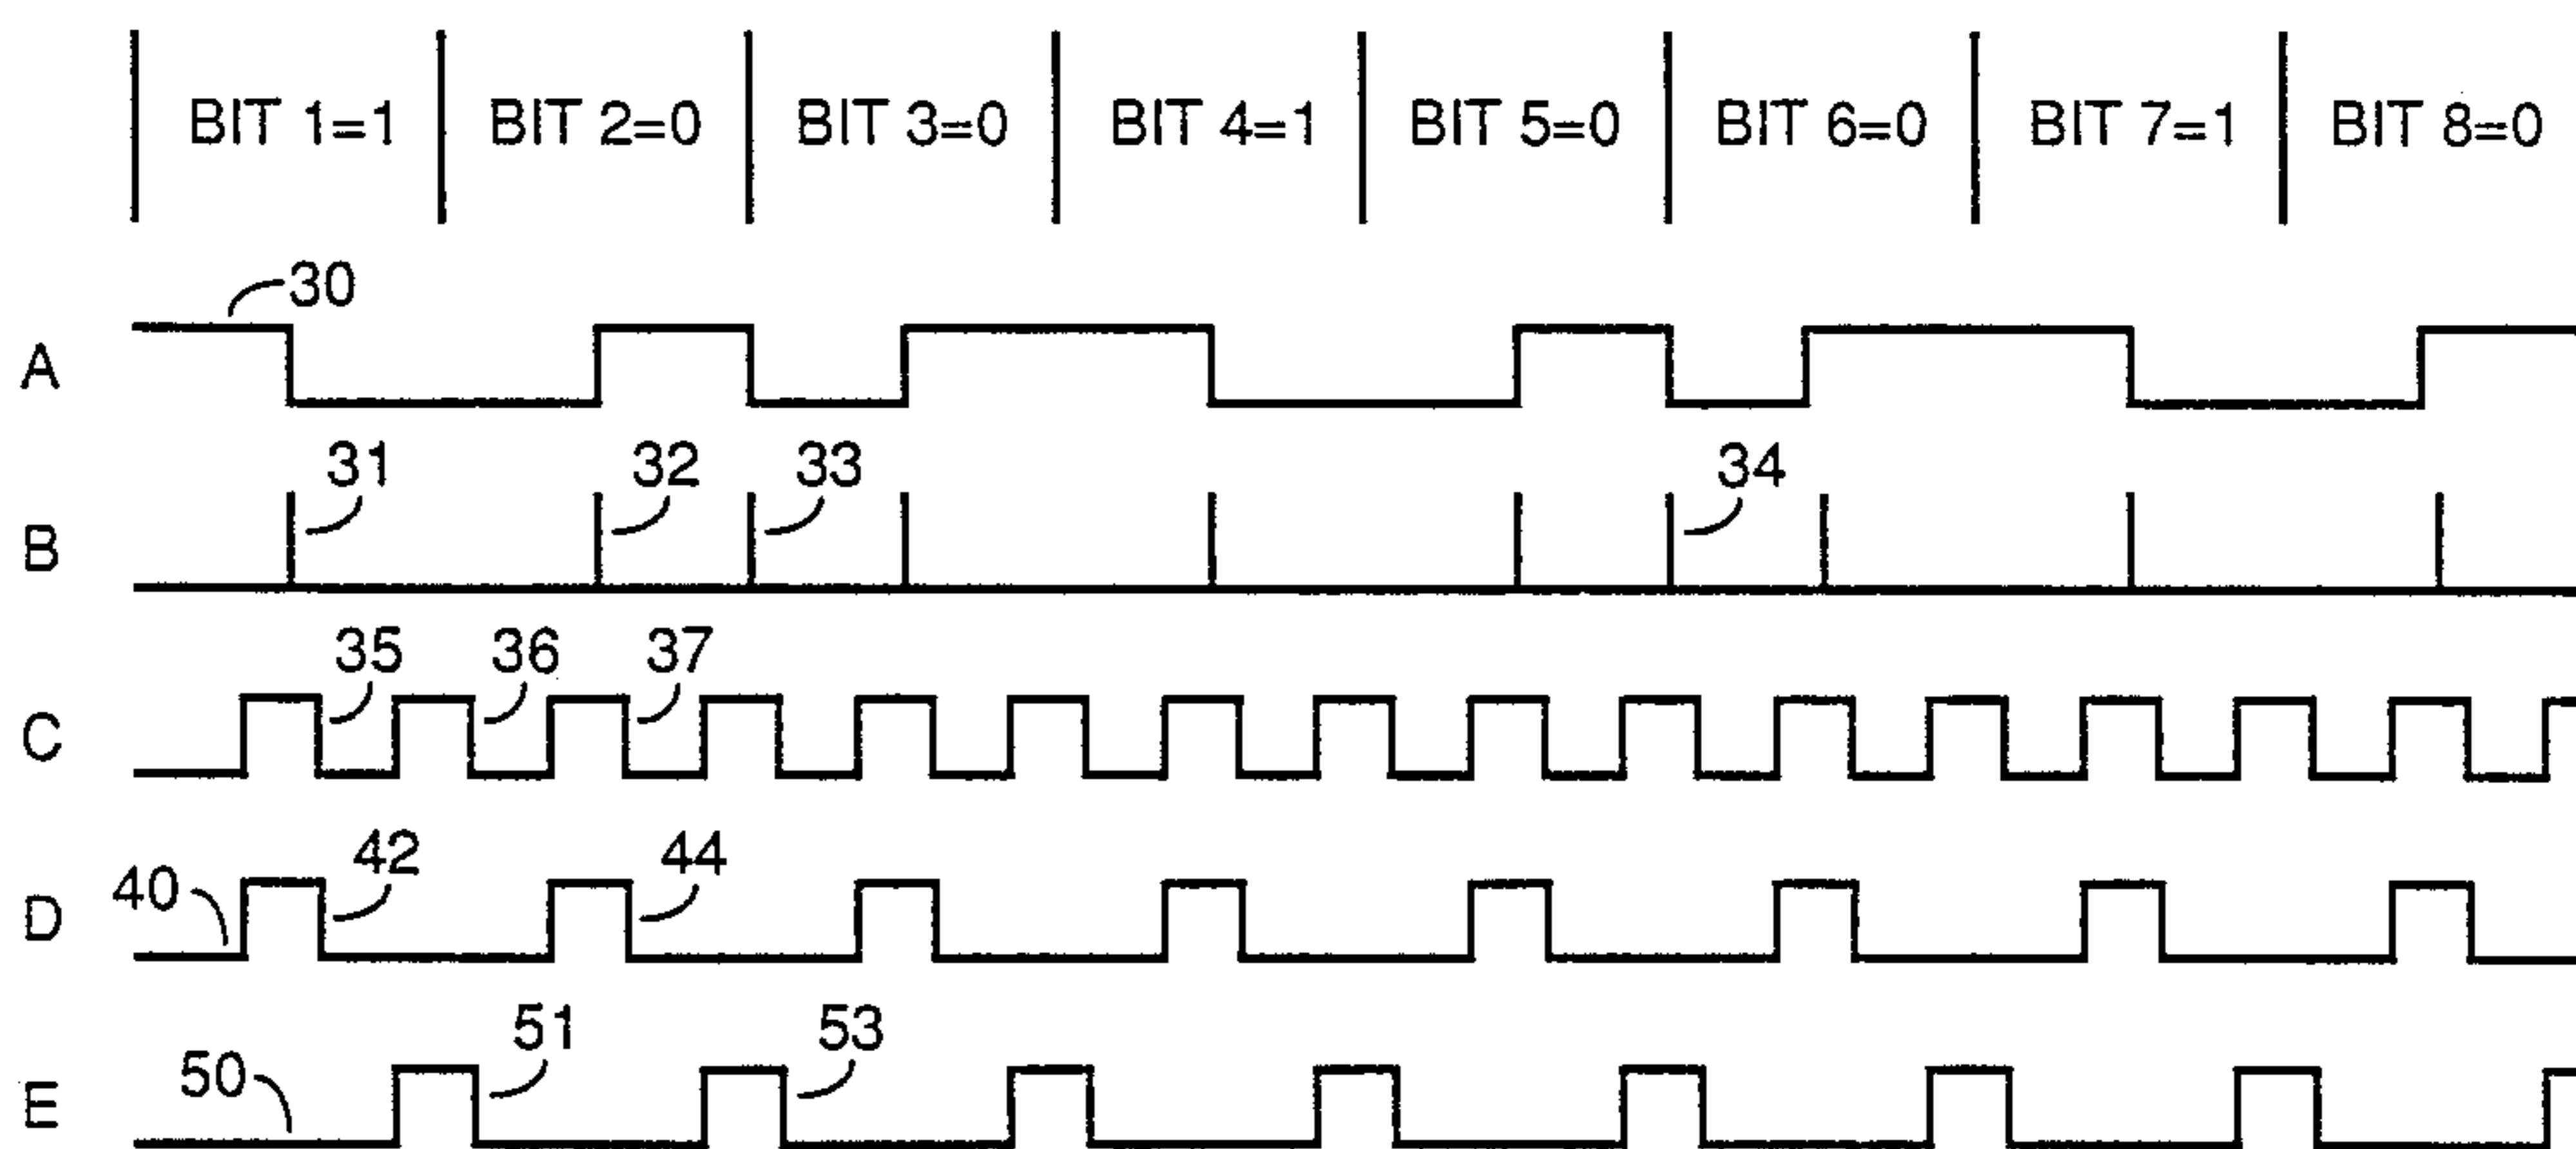 BIT 1=1 BIT 2=0 BIT 3=0 BIT 4=1 BIT 5=0 BIT 6=0 BIT 7=1 BIT 8=0
30
A
31 32 33 34
B
35 36 37
C
40 42 44
D
50 51 53
E